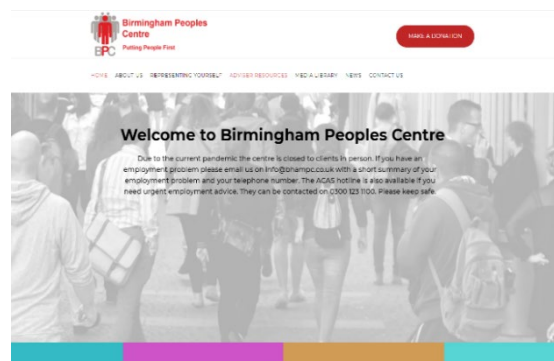 Birmingham Peoples
Centre
BPC Putting People First
MAKE A DONATION
HOME ABOUT US REPRESENTING YOURSELF ADVISER RESOURCES MEDIA LIBRARY NEWS CONTACT US
Welcome to Birmingham Peoples Centre
Due to the current pandemic the centre is closed to clients in person. If you have an
employment problem please email us on info@bhampc.co.uk with a short summary of your
employment problem and your telephone number. The ACAS hotline is also available if you
need urgent employment advice. They can be contacted on 0300 123 1100. Please keep safe.